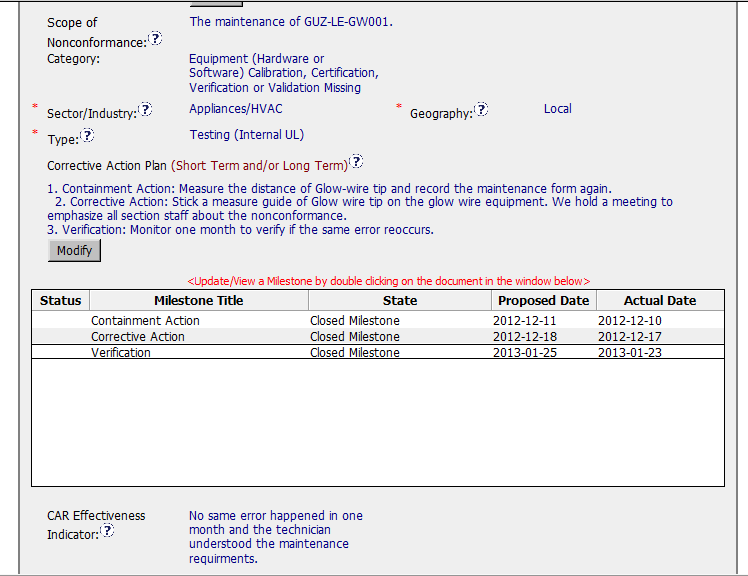 Scope of The maintenance of GUZ-LE-GW001.
Nonconformance: ?
Category: Equipment (Hardware or
Software) Calibration, Certification,
Verification or Validation Missing
* Sector/Industry: ? Appliances/HVAC * Geography: ? Local
* Type: ? Testing (Internal UL)
Corrective Action Plan (Short Term and/or Long Term) ?
1. Containment Action: Measure the distance of Glow-wire tip and record the maintenance form again.
2. Corrective Action: Stick a measure guide of Glow wire tip on the glow wire equipment. We hold a meeting to
emphasize all section staff about the nonconformance.
3. Verification: Monitor one month to verify if the same error reoccurs.
Modify
<Update/View a Milestone by double clicking on the document in the window below>
Status Milestone Title State Proposed Date Actual Date
Containment Action Closed Milestone 2012-12-11 2012-12-10
Corrective Action Closed Milestone 2012-12-18 2012-12-17
Verification Closed Milestone 2013-01-25 2013-01-23
CAR Effectiveness No same error happened in one
Indicator: ? month and the technician
understood the maintenance
requirments.